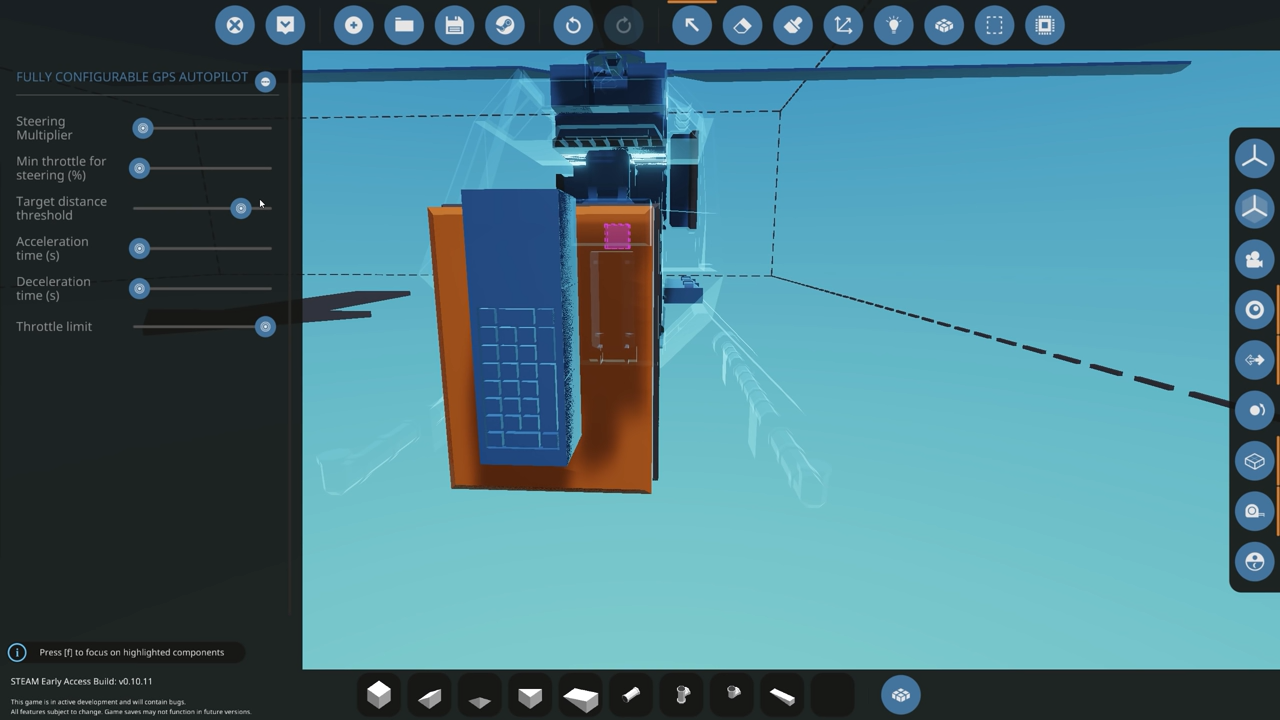 FULLY CONFIGURABLE GPS AUTOPILOT
Steering
Multiplier
Min throttle for
steering (%)
Target distance
threshold
Acceleration
time (s)
Deceleration
time (s)
Throttle limit
Press [f] to focus on highlighted components
STEAM Early Access Build: v0.10.11
This game is in active development and will contain bugs.
All features subject to change. Game saves may not function in future versions.